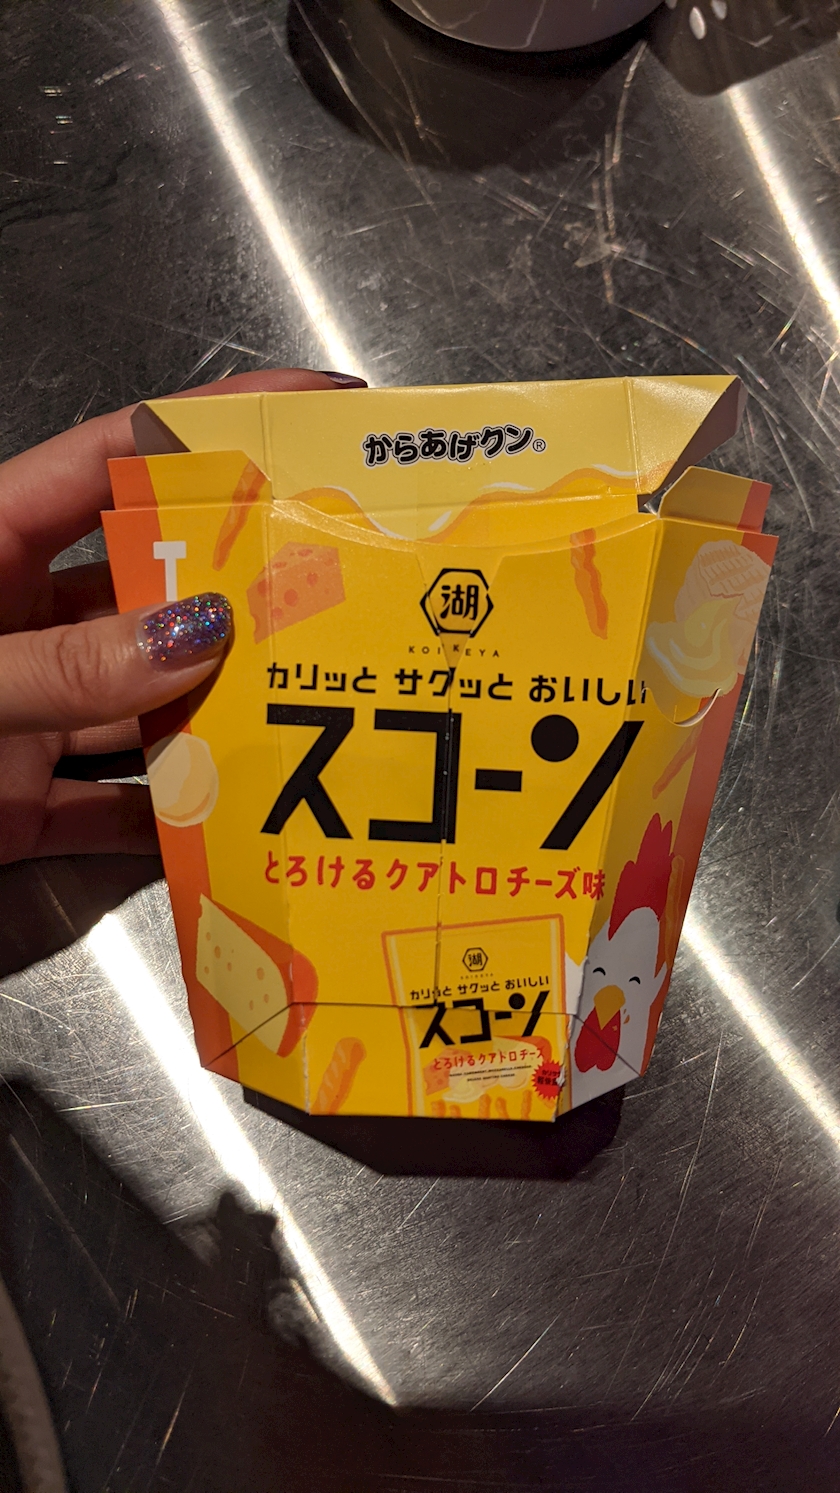 からあげクン®
湖
KOIKEYA
カリッと サクッと おいしい
スコーン
とろけるクアトロチーズ味
湖
カリッと サクッと おいしい
スコーン
とろけるクアトロチーズ